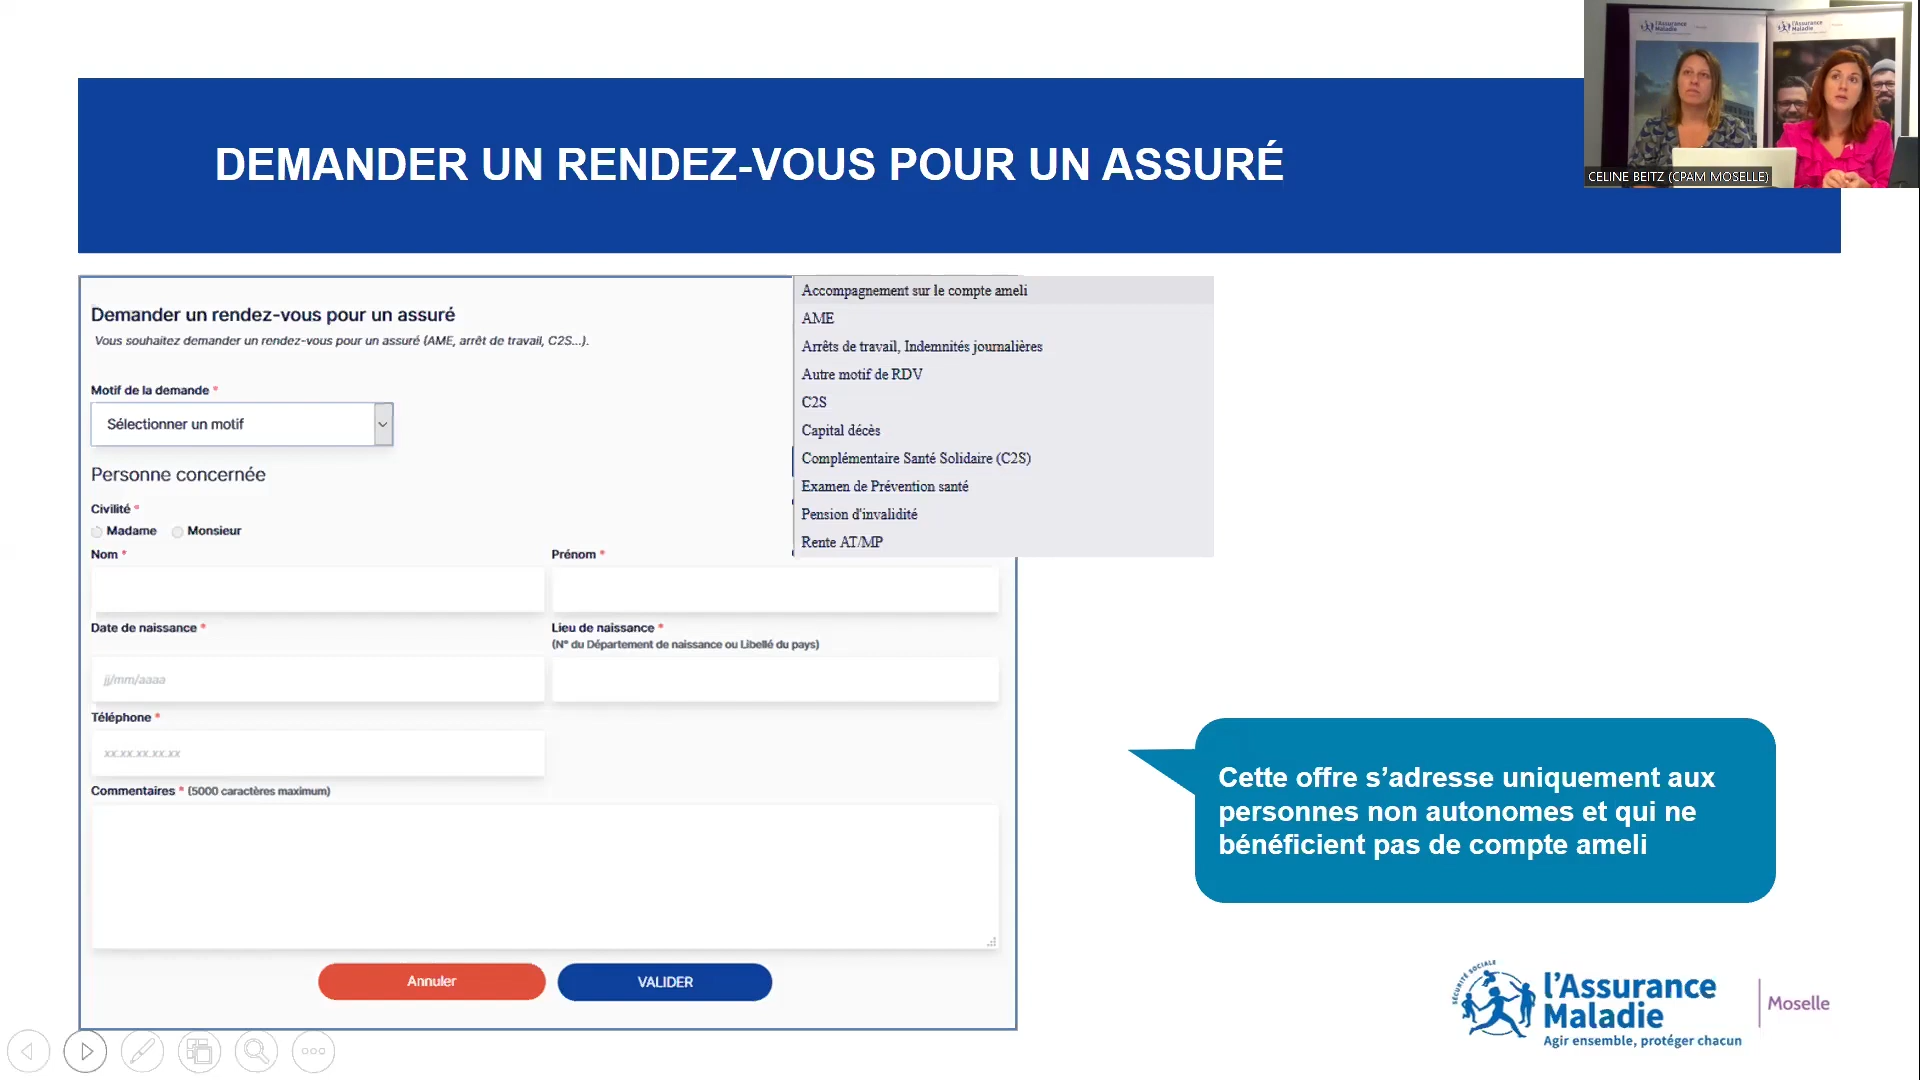 l'Assurance
Maladie
l'Assurance
Maladie
CELINE BEITZ (CPAM MOSELLE)
DEMANDER UN RENDEZ-VOUS POUR UN ASSURÉ
Demander un rendez-vous pour un assuré
Vous souhaitez demander un rendez-vous pour un assuré (AME, arrêt de travail, C2S...).
Motif de la demande *
Sélectionner un motif
Accompagnement sur le compte ameli
AME
Arrêts de travail, Indemnités journalières
Autre motif de RDV
C2S
Capital décès
Complémentaire Santé Solidaire (C2S)
Examen de Prévention santé
Pension d'invalidité
Rente AT/MP
Personne concernée
Civilité *
Madame Monsieur
Nom * Prénom *
Date de naissance * Lieu de naissance *
(N° du Département de naissance ou Libellé du pays)
jj/mm/aaaa
Téléphone *
xx.xx.xx.xx.xx
Commentaires * (5000 caractères maximum)
Annuler VALIDER
Cette offre s’adresse uniquement aux
personnes non autonomes et qui ne
bénéficient pas de compte ameli
SÉCURITÉ SOCIALE
l'Assurance
Maladie
Agir ensemble, protéger chacun
Moselle